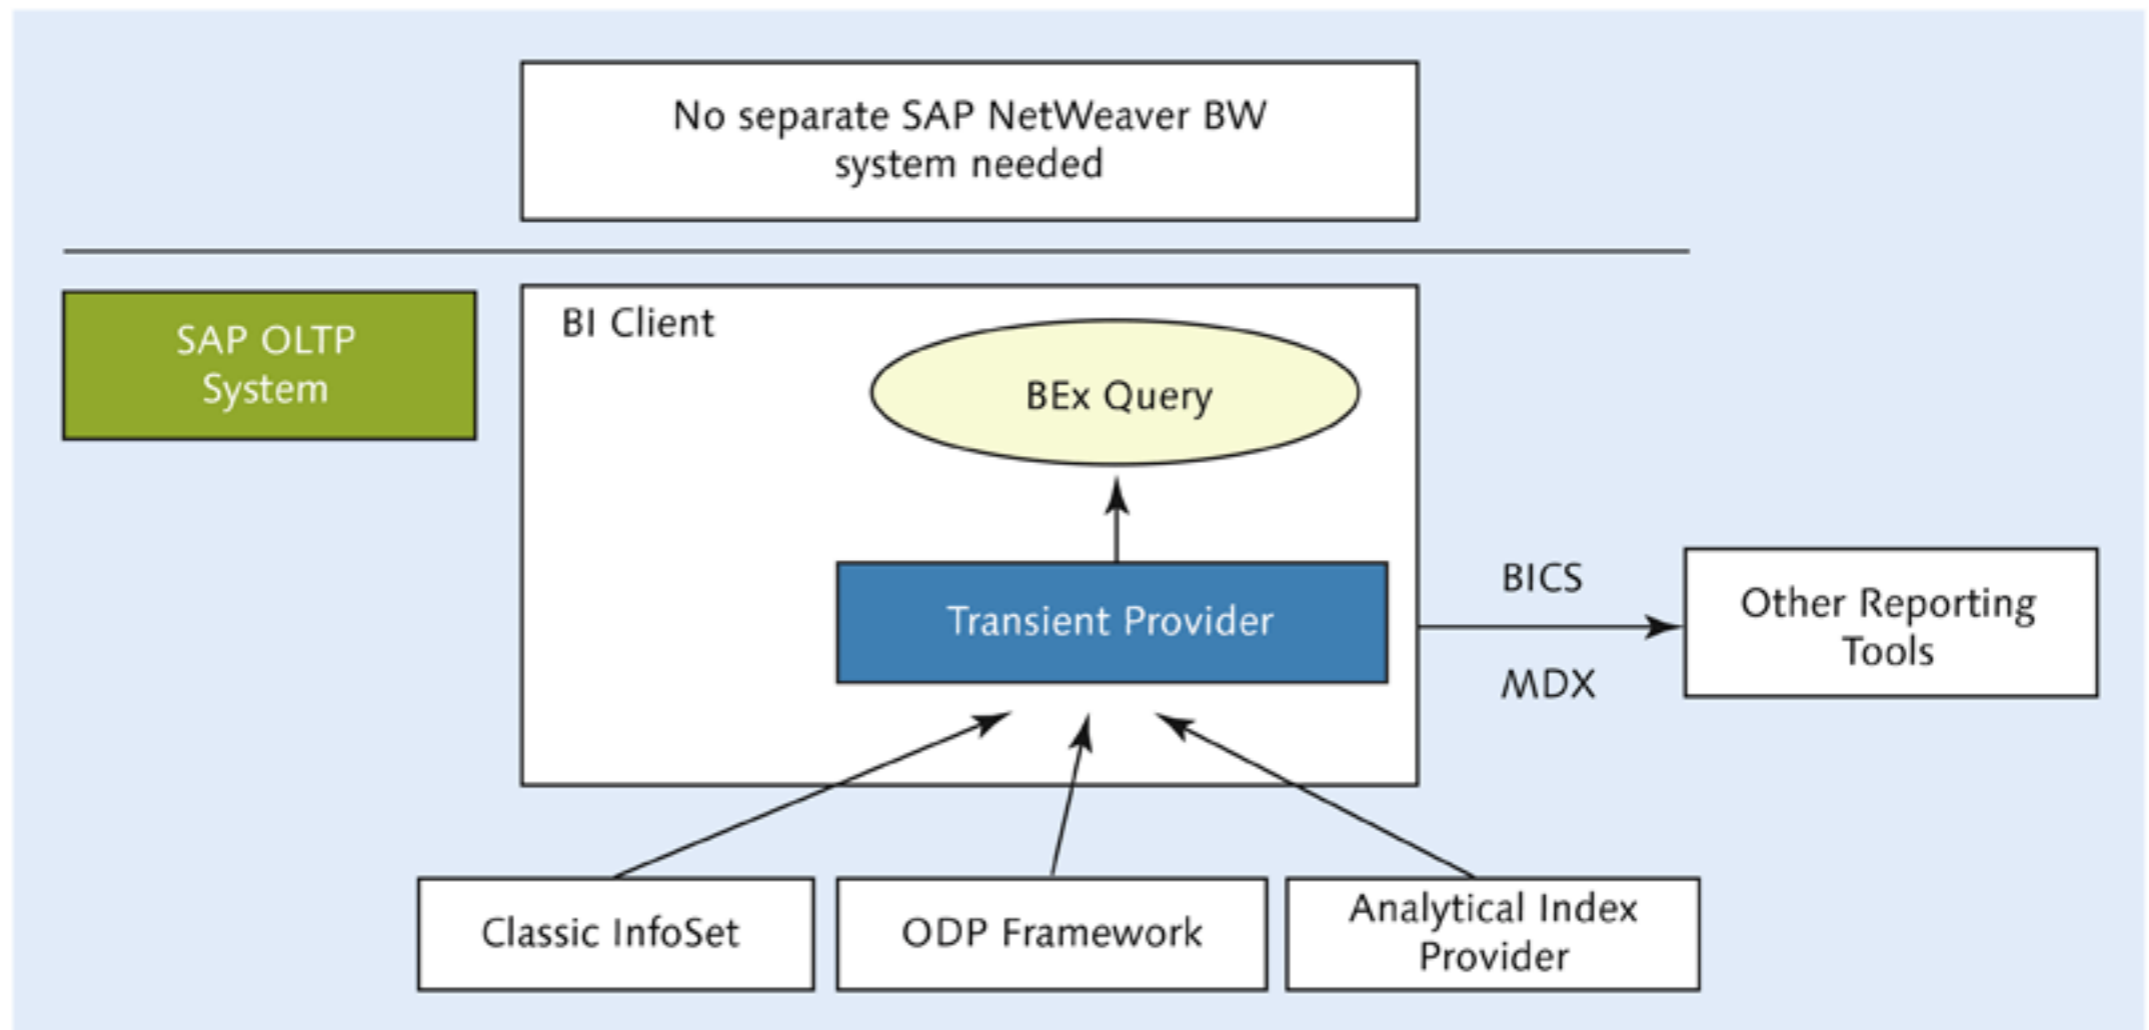 No separate SAP NetWeaver BW
system needed
SAP OLTP
System
BI Client
BEx Query
Transient Provider
BICS
MDX
Other Reporting
Tools
Classic InfoSet
ODP Framework
Analytical Index
Provider